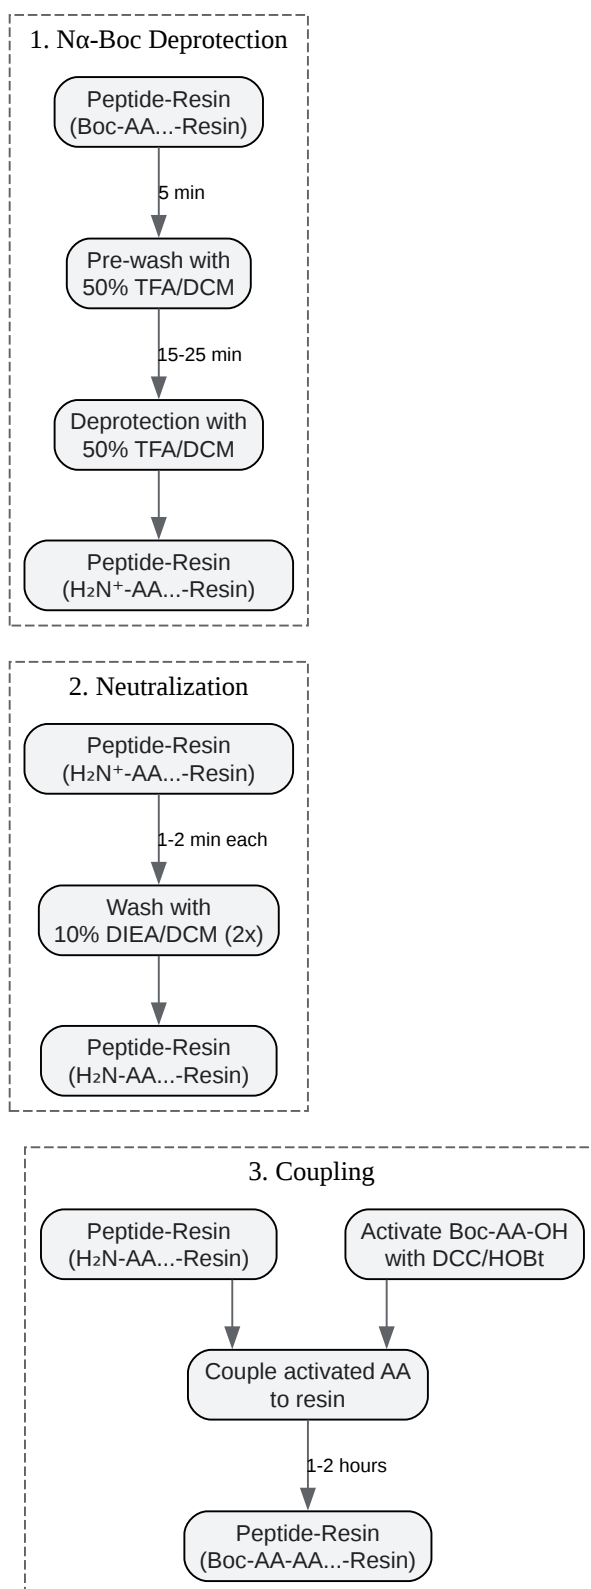 1. Nα-Boc Deprotection
Peptide-Resin
(Boc-AA...-Resin)
5 min
Pre-wash with
50% TFA/DCM
15-25 min
Deprotection with
50% TFA/DCM
Peptide-Resin
(H₂N⁺-AA...-Resin)
2. Neutralization
Peptide-Resin
(H₂N⁺-AA...-Resin)
1-2 min each
Wash with
10% DIEA/DCM (2x)
Peptide-Resin
(H₂N-AA...-Resin)
3. Coupling
Peptide-Resin
(H₂N-AA...-Resin)
Activate Boc-AA-OH
with DCC/HOBt
Couple activated AA
to resin
1-2 hours
Peptide-Resin
(Boc-AA-AA...-Resin)